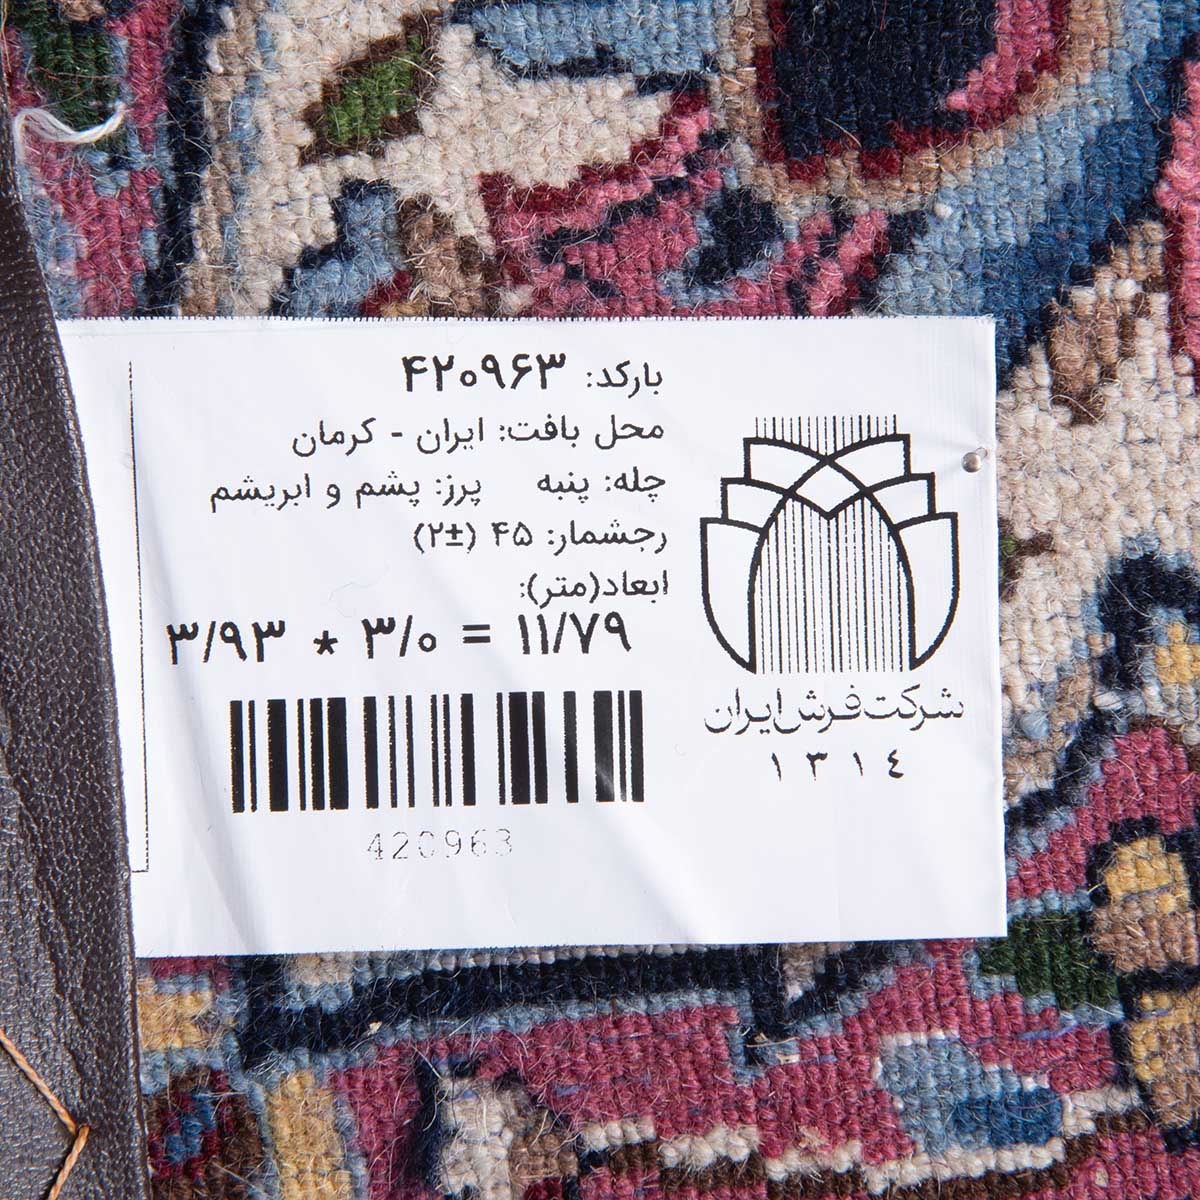 بارکد: ۴۲۰۹۶۳
محل بافت: ایران - کرمان
چله: پنبه پرز: پشم و ابریشم
رجشمار: ۴۵ (±۲)
ابعاد(متر):
۳/۹۳ * ۳/۰ = ۱۱/۷۹
420963
شرکت فرش ایران
١٣١٤